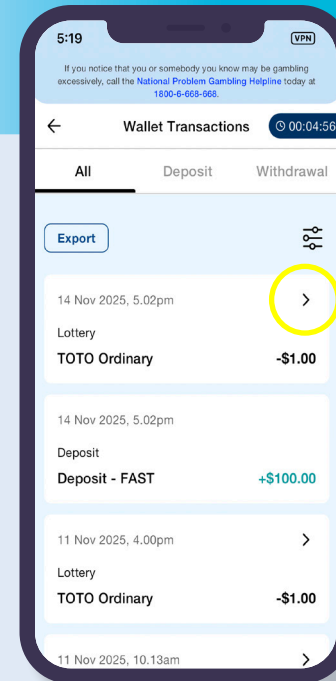 5:19
VPN
If you notice that you or somebody you know may be gambling
excessively, call the National Problem Gambling Helpline today at
1800-6-668-668.
Wallet Transactions
00:04:56
All Deposit Withdrawal
Export
14 Nov 2025, 5.02pm
Lottery
TOTO Ordinary -$1.00
14 Nov 2025, 5.02pm
Deposit
Deposit - FAST +$100.00
11 Nov 2025, 4.00pm
Lottery
TOTO Ordinary -$1.00
11 Nov 2025, 10.13am